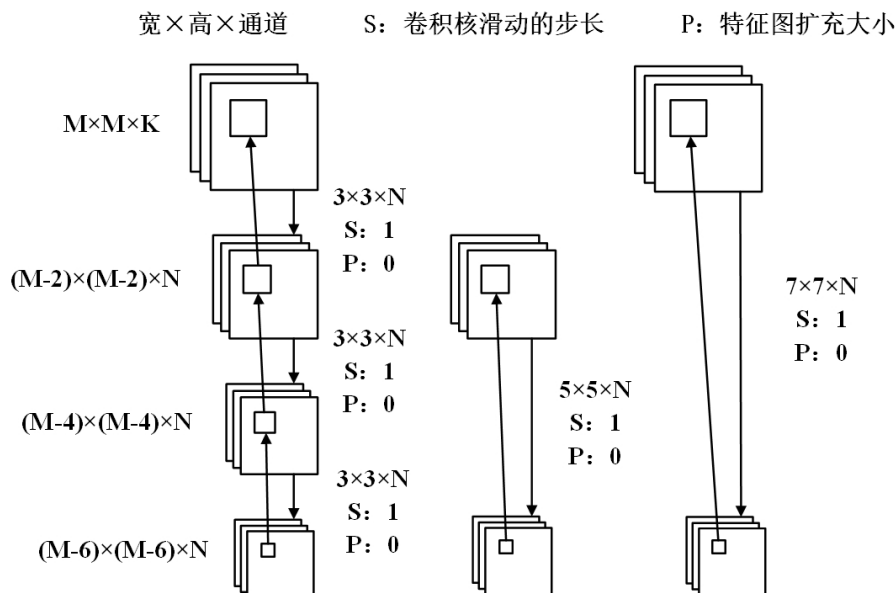 宽×高×通道
S：卷积核滑动的步长
P：特征图扩充大小
M×M×K
3×3×N
S：1
P：0
(M-2)×(M-2)×N
3×3×N
S：1
P：0
(M-4)×(M-4)×N
3×3×N
S：1
P：0
(M-6)×(M-6)×N
5×5×N
S：1
P：0
7×7×N
S：1
P：0